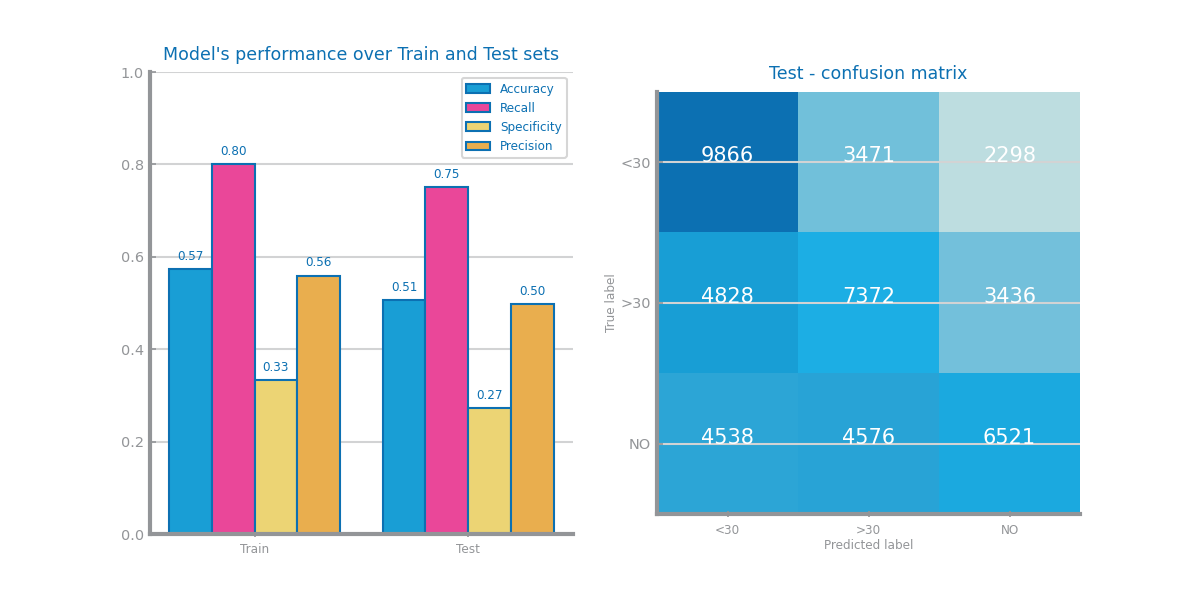 Model's performance over Train and Test sets
1.0
0.8
0.6
0.4
0.2
0.0
Accuracy
Recall
Specificity
Precision
0.57
0.80
0.33
0.56
0.51
0.75
0.27
0.50
Train
Test
Test - confusion matrix
True label
<30
9866 3471 2298
>30
4828 7372 3436
NO
4538 4576 6521
<30 >30 NO
Predicted label